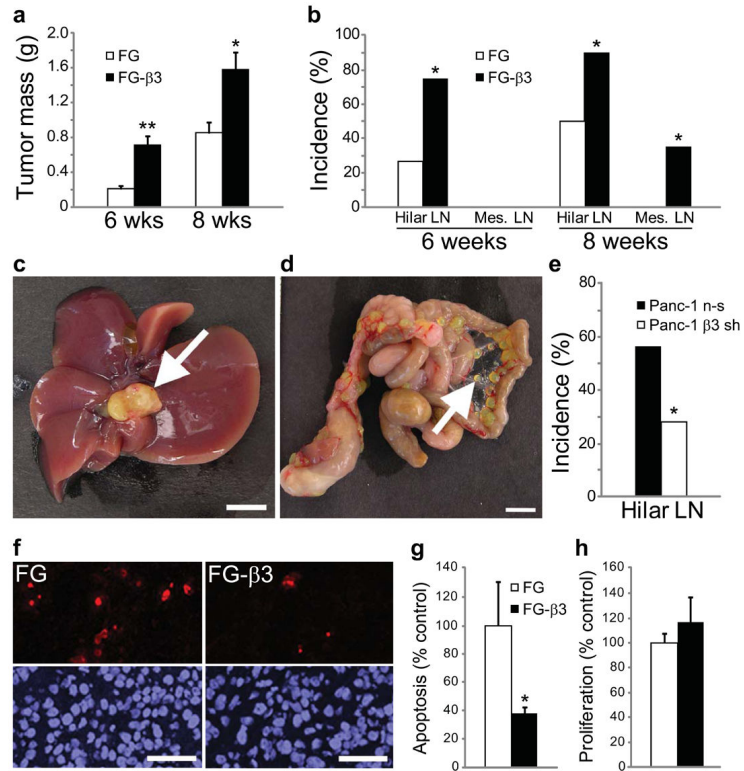 a
Tumor mass (g)
2.0
1.6
1.2
0.8
0.4
0
FG
FG-β3
**
*
6 wks
8 wks
b
Incidence (%)
100
80
60
40
20
0
FG
FG-β3
*
*
*
Hilar LN
Mes. LN
Hilar LN
Mes. LN
6 weeks
8 weeks
c
d
e
Incidence (%)
80
60
40
20
0
Panc-1 n-s
Panc-1 β3 sh
*
Hilar LN
f
FG
FG-β3
g
Apoptosis (% control)
140
120
100
80
60
40
20
0
FG
FG-β3
*
h
Proliferation (% control)
160
140
120
100
80
60
40
20
0